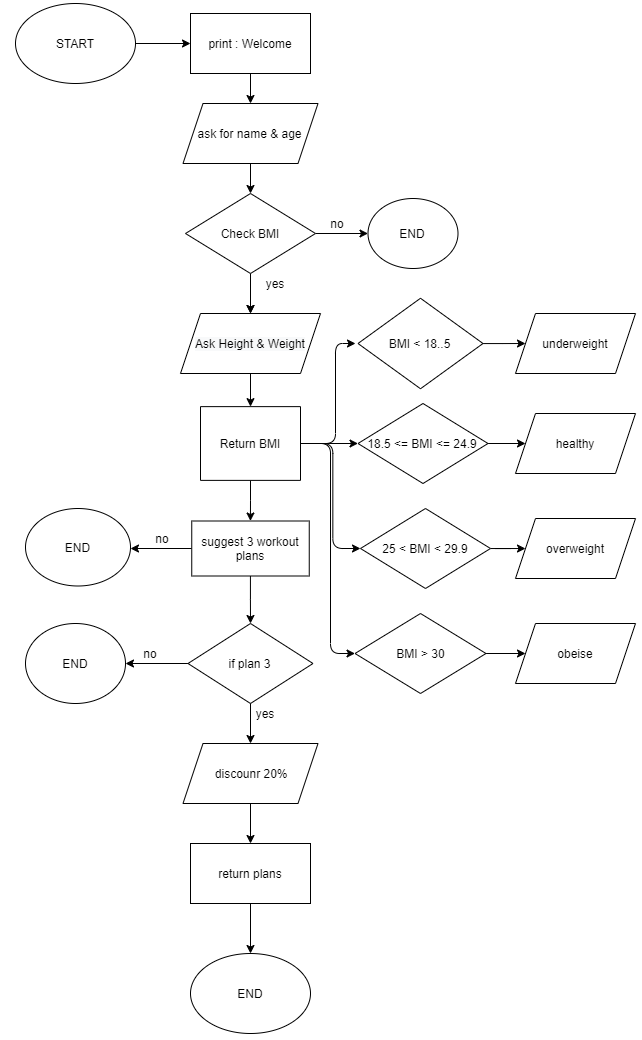 START
print : Welcome
ask for name & age
Check BMI
no
END
yes
Ask Height & Weight
BMI < 18..5
underweight
Return BMI
18.5 <= BMI <= 24.9
healthy
suggest 3 workout
plans
no
END
25 < BMI < 29.9
overweight
if plan 3
no
END
BMI > 30
obeise
yes
discounr 20%
return plans
END